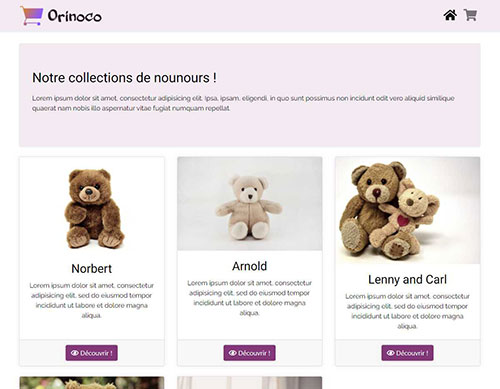 Orinoco
Notre collections de nounours !
Lorem ipsum dolor sit amet, consectetur adipisicing elit. Ipsa, ipsam, eligendi, in quo sunt possimus non incidunt odit vero aliquid similique
quaerat nam nobis illo aspernatur vitae fugiat numquam repellat.
Norbert
Lorem ipsum dolor sit amet, consectetur
adipiscing elit, sed do eiusmod tempor
incididunt ut labore et dolore magna
aliqua.
Découvrir !
Arnold
Lorem ipsum dolor sit amet, consectetur
adipiscing elit, sed do eiusmod tempor
incididunt ut labore et dolore magna
aliqua.
Découvrir !
Lenny and Carl
Lorem ipsum dolor sit amet, consectetur
adipiscing elit, sed do eiusmod tempor
incididunt ut labore et dolore magna
aliqua.
Découvrir !